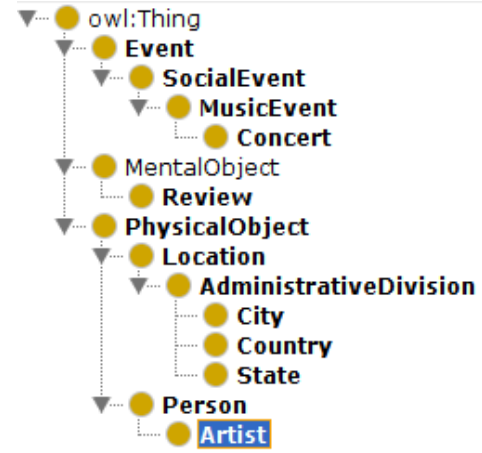 owl:Thing
Event
SocialEvent
MusicEvent
Concert
MentalObject
Review
PhysicalObject
Location
AdministrativeDivision
City
Country
State
Person
Artist